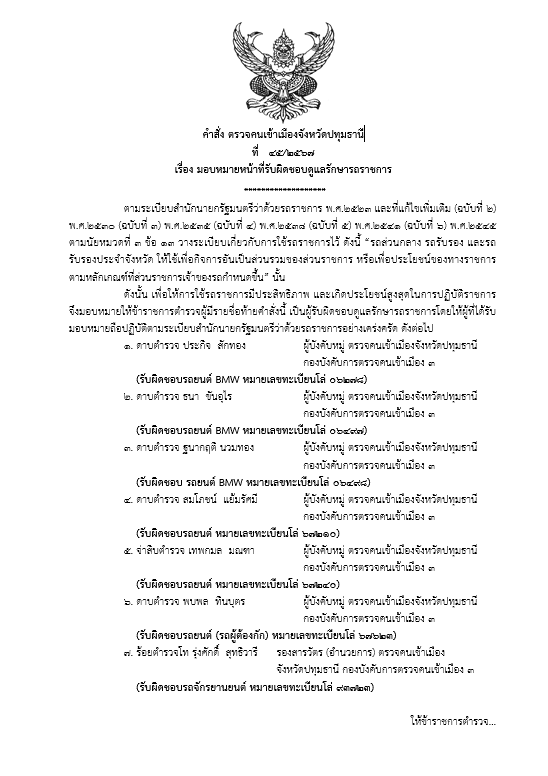 คำสั่ง ตรวจคนเข้าเมืองจังหวัดปทุมธานี
ที่ ๔๕/๒๕๖๗
เรื่อง มอบหมายหน้าที่รับผิดชอบดูแลรักษารถราชการ
********************
ตามระเบียบสำนักนายกรัฐมนตรีว่าด้วยรถราชการ พ.ศ.๒๕๒๓ และที่แก้ไขเพิ่มเติม (ฉบับที่ ๒)
พ.ศ.๒๕๓๐ (ฉบับที่ ๓) พ.ศ.๒๕๓๕ (ฉบับที่ ๔) พ.ศ.๒๕๓๘ (ฉบับที่ ๕) พ.ศ.๒๕๔๑ (ฉบับที่ ๖) พ.ศ.๒๕๔๕
ตามนัยหมวดที่ ๓ ข้อ ๑๓ วางระเบียบเกี่ยวกับการใช้รถราชการไว้ ดังนี้ “รถส่วนกลาง รถรับรอง และรถ
รับรองประจำจังหวัด ให้ใช้เพื่อกิจการอันเป็นส่วนรวมของส่วนราชการ หรือเพื่อประโยชน์ของทางราชการ
ตามหลักเกณฑ์ที่ส่วนราชการเจ้าของรถกำหนดขึ้น” นั้น
ดังนั้น เพื่อให้การใช้รถราชการมีประสิทธิภาพ และเกิดประโยชน์สูงสุดในการปฏิบัติราชการ
จึงมอบหมายให้ข้าราชการตำรวจผู้มีรายชื่อท้ายคำสั่งนี้ เป็นผู้รับผิดชอบดูแลรักษารถราชการโดยให้ผู้ที่ได้รับ
มอบหมายถือปฏิบัติตามระเบียบสำนักนายกรัฐมนตรีว่าด้วยรถราชการอย่างเคร่งครัด ดังต่อไป
๑. ดาบตำรวจ ประกิจ สักทอง ผู้บังคับหมู่ ตรวจคนเข้าเมืองจังหวัดปทุมธานี
กองบังคับการตรวจคนเข้าเมือง ๓
(รับผิดชอบรถยนต์ BMW หมายเลขทะเบียนโล่ ๐๖๒๗๘)
๒. ดาบตำรวจ ธนา ขันอุไร ผู้บังคับหมู่ ตรวจคนเข้าเมืองจังหวัดปทุมธานี
กองบังคับการตรวจคนเข้าเมือง ๓
(รับผิดชอบรถยนต์ BMW หมายเลขทะเบียนโล่ ๐๖๔๙๗)
๓. ดาบตำรวจ ฐนากฤติ นวมทอง ผู้บังคับหมู่ ตรวจคนเข้าเมืองจังหวัดปทุมธานี
กองบังคับการตรวจคนเข้าเมือง ๓
(รับผิดชอบ รถยนต์ BMW หมายเลขทะเบียนโล่ ๐๖๔๙๘)
๔. ดาบตำรวจ สมโภชน์ แย้มรัศมี ผู้บังคับหมู่ ตรวจคนเข้าเมืองจังหวัดปทุมธานี
กองบังคับการตรวจคนเข้าเมือง ๓
(รับผิดชอบรถยนต์ หมายเลขทะเบียนโล่ ๖๗๒๑๐)
๕. จ่าสิบตำรวจ เทพกมล มณฑา ผู้บังคับหมู่ ตรวจคนเข้าเมืองจังหวัดปทุมธานี
กองบังคับการตรวจคนเข้าเมือง ๓
(รับผิดชอบรถยนต์ หมายเลขทะเบียนโล่ ๖๗๒๔๐)
๖. ดาบตำรวจ พบพล ทินบุตร ผู้บังคับหมู่ ตรวจคนเข้าเมืองจังหวัดปทุมธานี
กองบังคับการตรวจคนเข้าเมือง ๓
(รับผิดชอบรถยนต์ (รถผู้ต้องกัก) หมายเลขทะเบียนโล่ ๖๗๖๒๓)
๗. ร้อยตำรวจโท รุ่งศักดิ์ สุทธิวารี รองสารวัตร (อำนวยการ) ตรวจคนเข้าเมือง
จังหวัดปทุมธานี กองบังคับการตรวจคนเข้าเมือง ๓
(รับผิดชอบรถจักรยานยนต์ หมายเลขทะเบียนโล่ ๙๓๗๒๓)
ให้ข้าราชการตำรวจ...